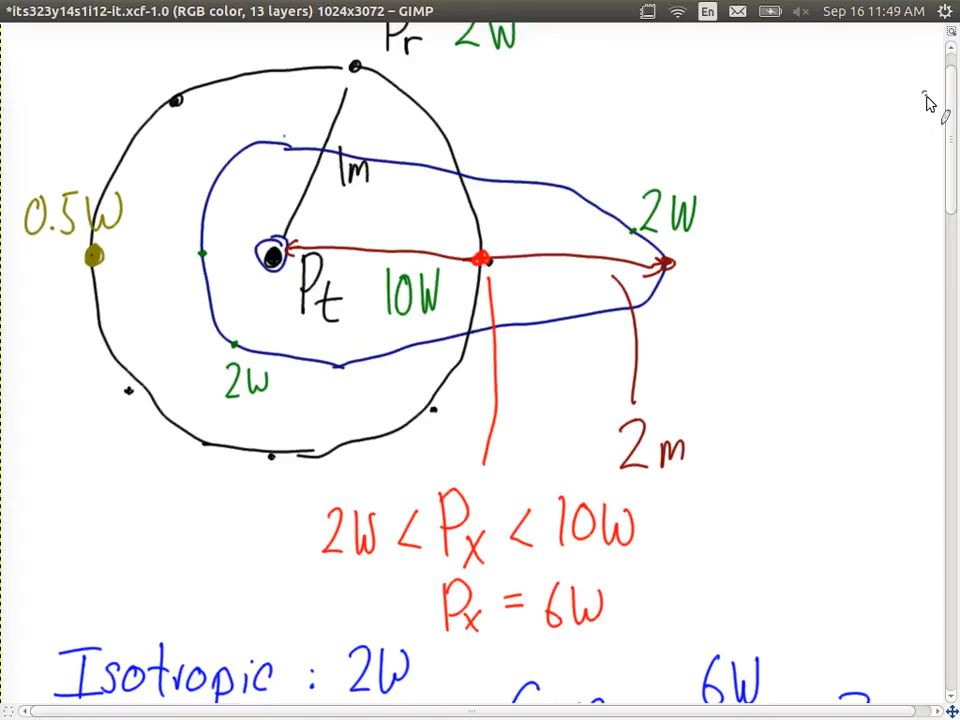 *its323y14s1i12-it.xcf-1.0 (RGB color, 13 layers) 1024x3072 – GIMP
En
Sep 16 11:49 AM
Pr 2W
1m
0.5W
2W
Pt
10W
2W
2m
2W < Px < 10W
Px = 6W
Isotropic : 2W
6W